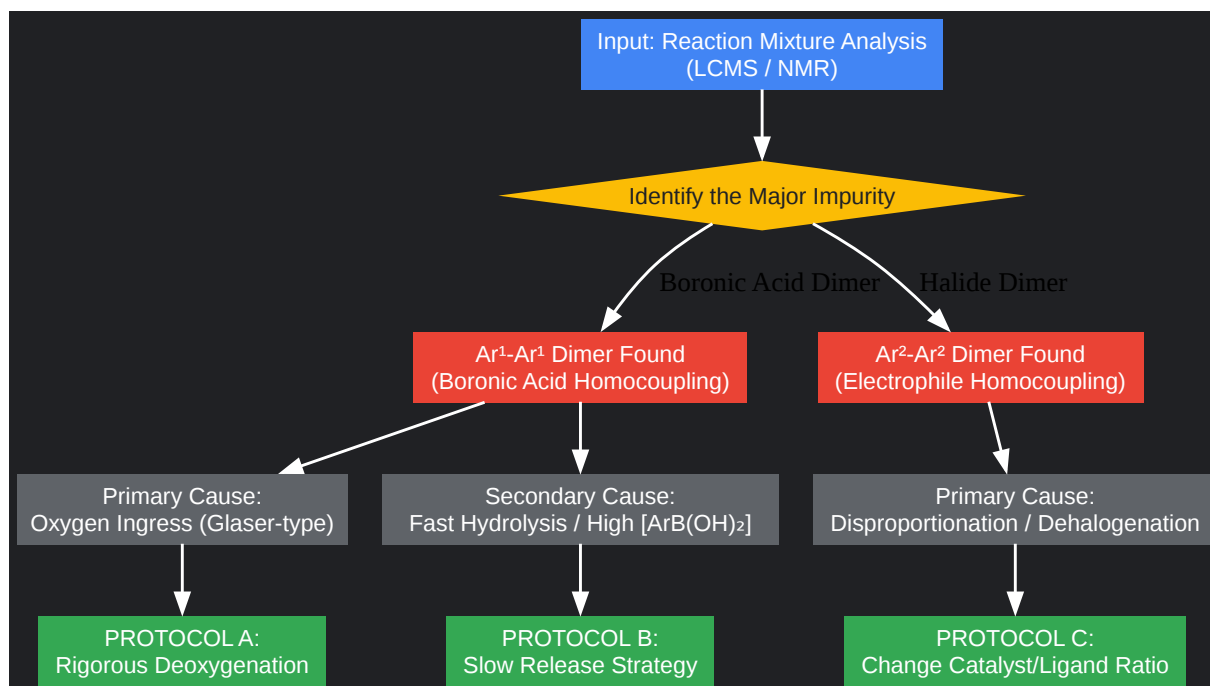 Input: Reaction Mixture Analysis
(LCMS / NMR)
Identify the Major Impurity
Boronic Acid Dimer
Halide Dimer
Ar¹-Ar¹ Dimer Found
(Boronic Acid Homocoupling)
Ar²-Ar² Dimer Found
(Electrophile Homocoupling)
Primary Cause:
Oxygen Ingress (Glaser-type)
Secondary Cause:
Fast Hydrolysis / High [ArB(OH)₂]
Primary Cause:
Disproportionation / Dehalogenation
PROTOCOL A:
Rigorous Deoxygenation
PROTOCOL B:
Slow Release Strategy
PROTOCOL C:
Change Catalyst/Ligand Ratio